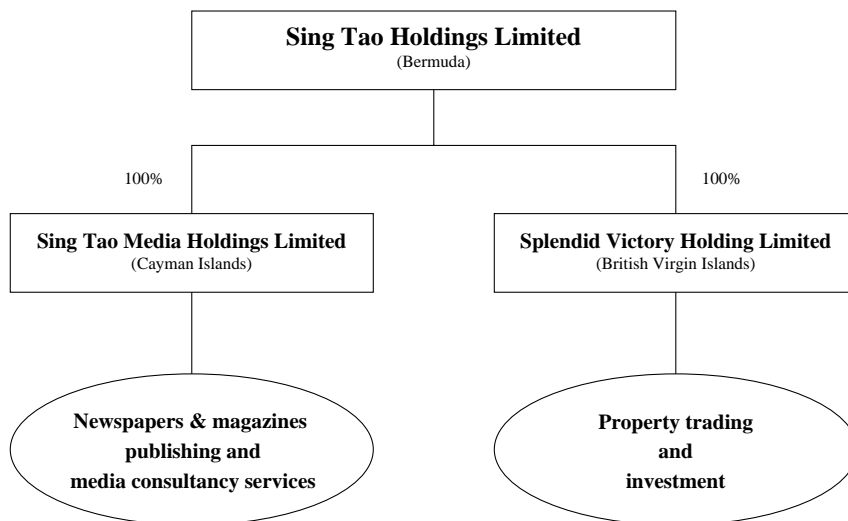 Sing Tao Holdings Limited
(Bermuda)
100%
100%
Sing Tao Media Holdings Limited
(Cayman Islands)
Splendid Victory Holding Limited
(British Virgin Islands)
Newspapers & magazines
publishing and
media consultancy services
Property trading
and
investment